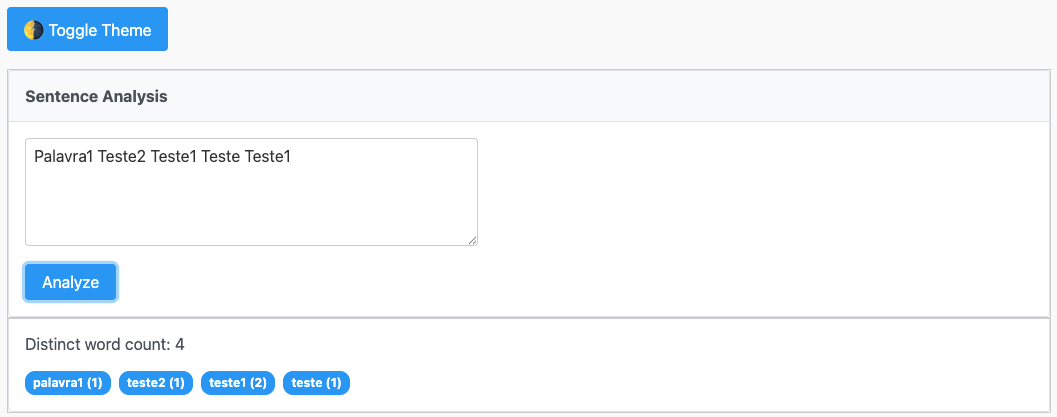 🌗 Toggle Theme
Sentence Analysis
Palavra1 Teste2 Teste1 Teste Teste1
Analyze
Distinct word count: 4
palavra1 (1) teste2 (1) teste1 (2) teste (1)